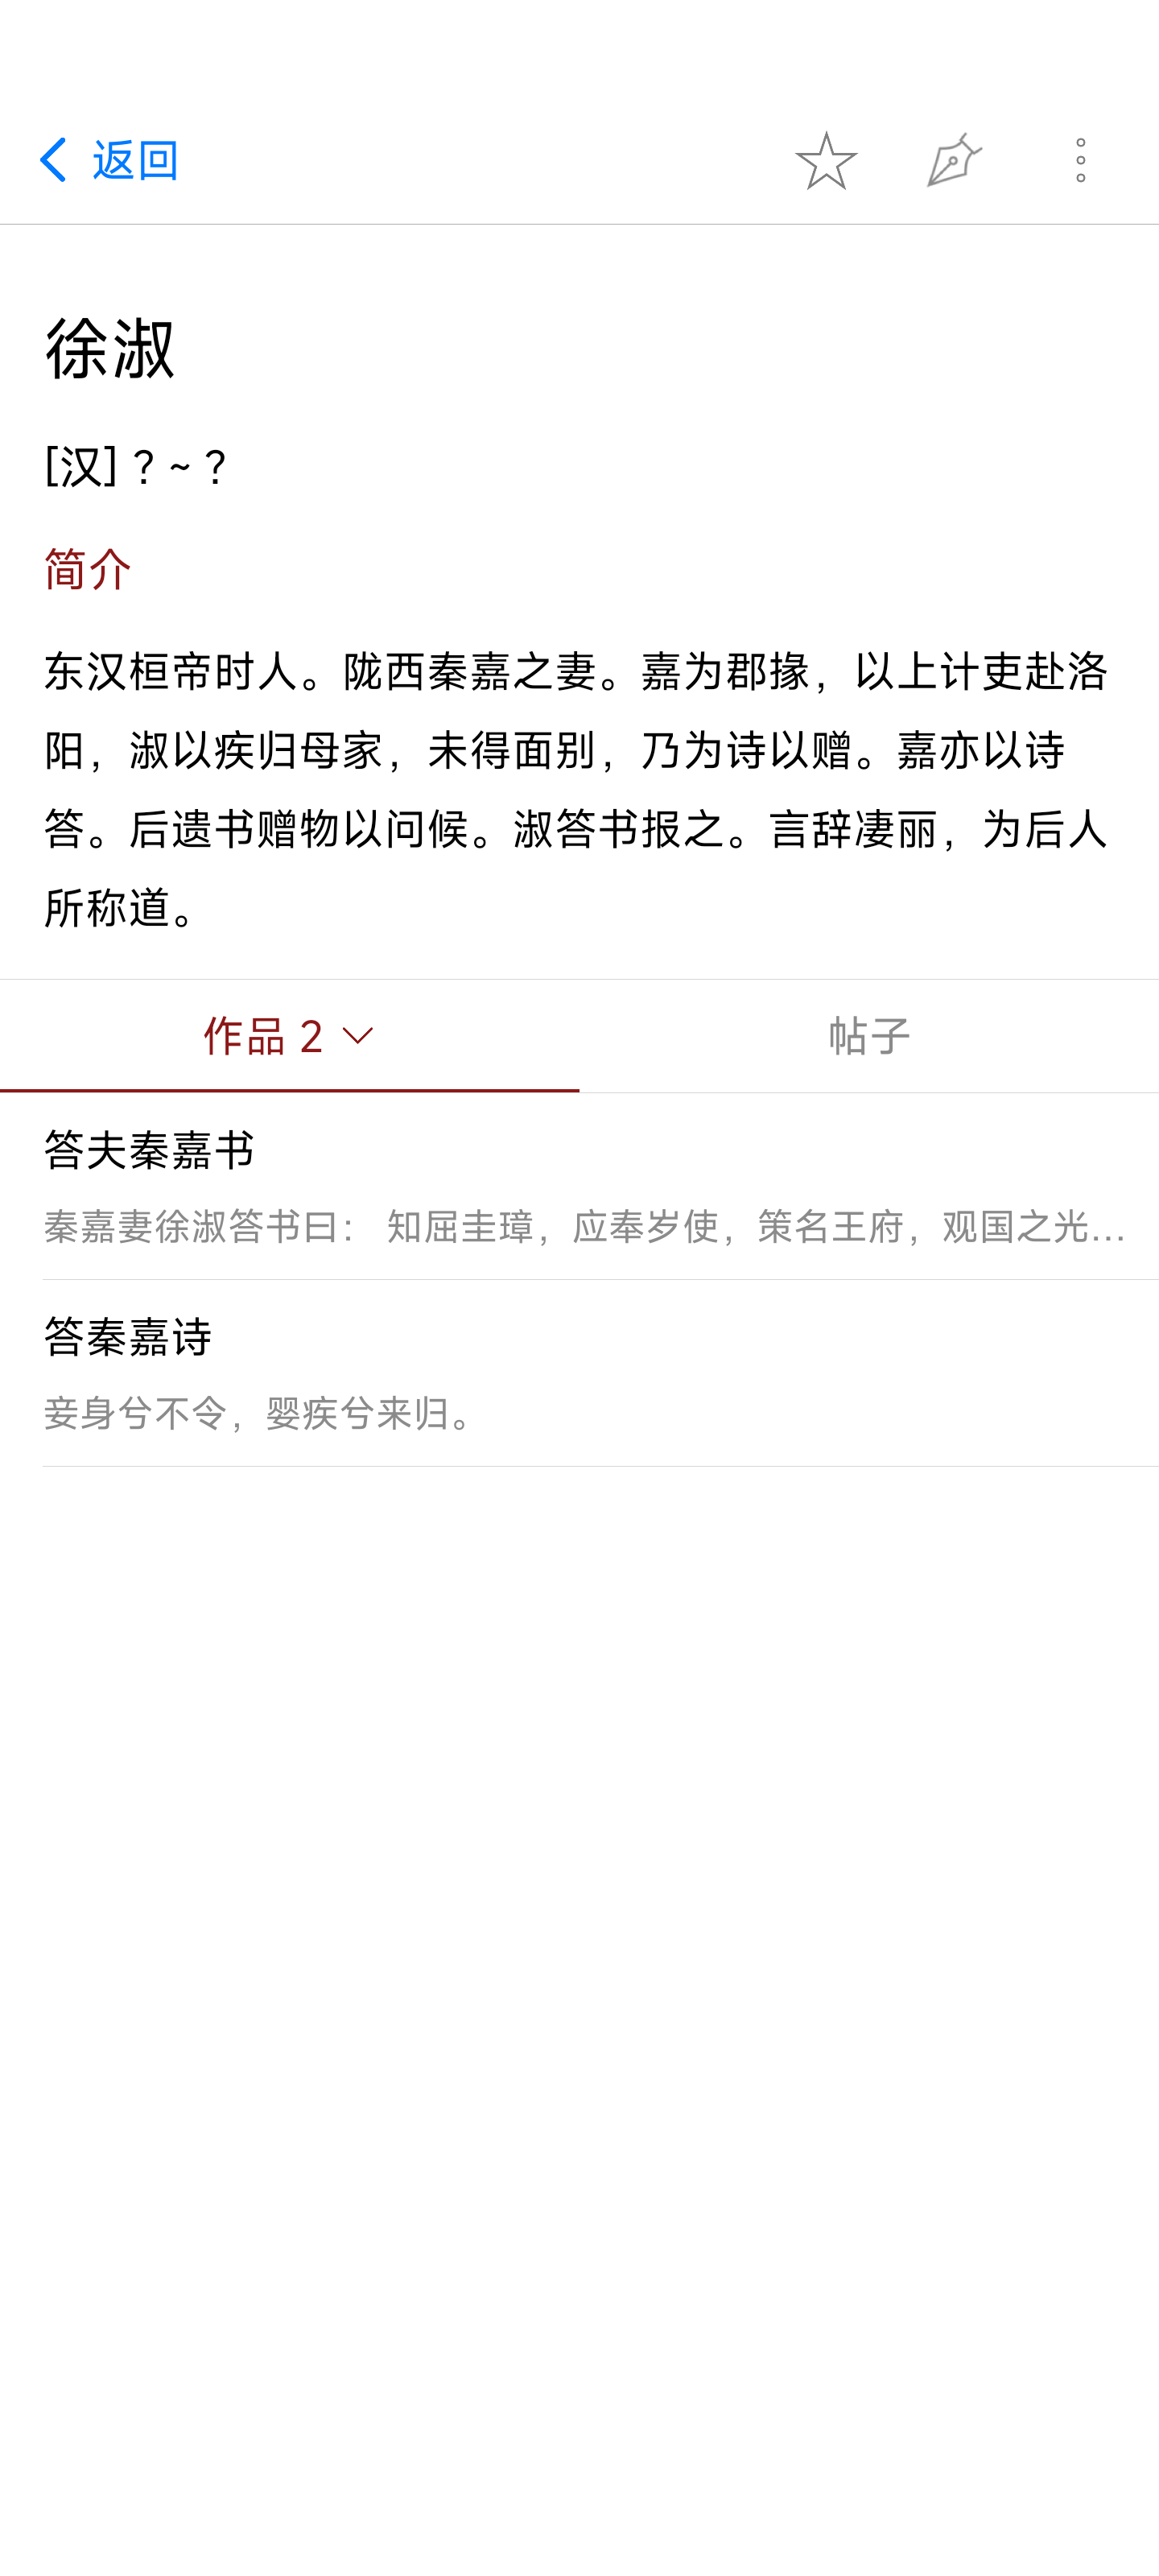 返回
徐淑
[汉] ? ~ ?
简介
东汉桓帝时人。陇西秦嘉之妻。嘉为郡掾，以上计吏赴洛
阳，淑以疾归母家，未得面别，乃为诗以赠。嘉亦以诗
答。后遗书赠物以问候。淑答书报之。言辞凄丽，为后人
所称道。
作品 2
帖子
答夫秦嘉书
秦嘉妻徐淑答书曰： 知屈圭璋，应奉岁使，策名王府，观国之光...
答秦嘉诗
妾身兮不令，婴疾兮来归。